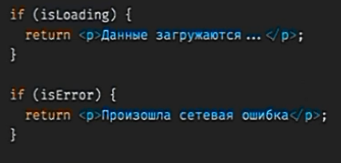 if (isLoading) {
  return <p>Данные загружаются...</p>;
}

if (isError) {
  return <p>Произошла сетевая ошибка</p>;
}